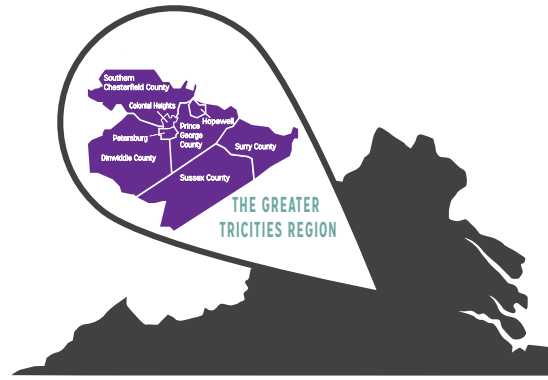 Southern
Chesterfield County
Colonial Heights
Hopewell
Prince
George
County
Petersburg
Surry County
Dinwiddie County
Sussex County
THE GREATER
TRICITIES REGION